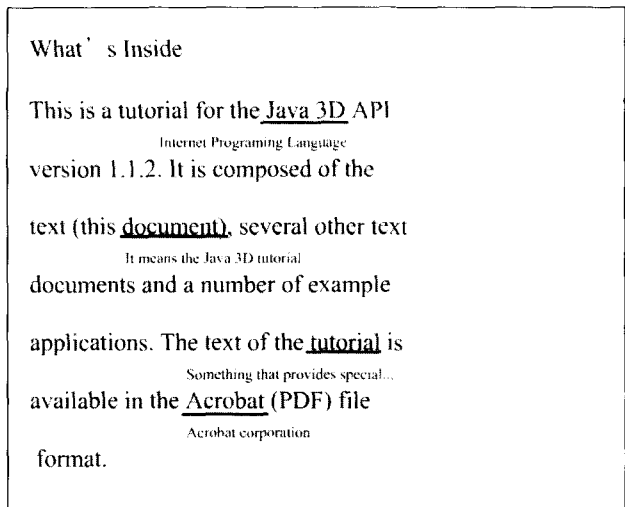 What's Inside
This is a tutorial for the Java 3D API
Internet Programing Language
version 1.1.2. It is composed of the
text (this document), several other text
It means the Java 3D tutorial
documents and a number of example
applications. The text of the tutorial is
Something that provides special...
available in the Acrobat (PDF) file
Acrobat corporation
format.